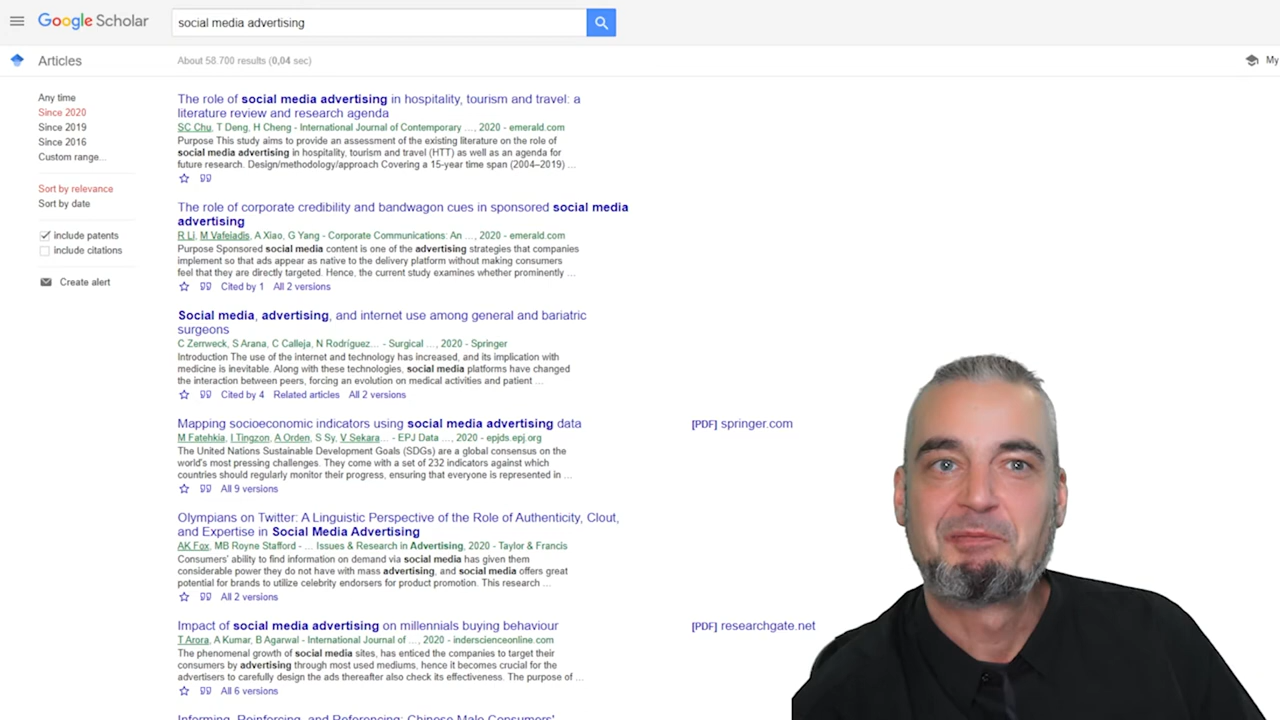 Google Scholar
social media advertising
Articles
About 58.700 results (0,04 sec)
My
Any time
Since 2020
Since 2019
Since 2016
Custom range...
Sort by relevance
Sort by date
include patents
include citations
Create alert
The role of social media advertising in hospitality, tourism and travel: a
literature review and research agenda
SC Chu, T Deng, H Cheng - International Journal of Contemporary ..., 2020 - emerald.com
Purpose This study aims to provide an assessment of the existing literature on the role of
social media advertising in hospitality, tourism and travel (HTT) as well as an agenda for
future research. Design/methodology/approach Covering a 15-year time span (2004–2019) ...
The role of corporate credibility and bandwagon cues in sponsored social media
advertising
R Li, M Vafeiadis, A Xiao, G Yang - Corporate Communications: An ..., 2020 - emerald.com
Purpose Sponsored social media content is one of the advertising strategies that companies
implement so that ads appear as native to the delivery platform without making consumers
feel that they are directly targeted. Hence, the current study examines whether prominently ...
Cited by 1 All 2 versions
Social media, advertising, and internet use among general and bariatric
surgeons
C Zerrweck, S Arana, C Calleja, N Rodríguez... - Surgical ..., 2020 - Springer
Introduction The use of the internet and technology has increased, and its implication with
medicine is inevitable. Along with these technologies, social media platforms have changed
the interaction between peers, forcing an evolution on medical activities and patient ...
Cited by 4 Related articles All 2 versions
Mapping socioeconomic indicators using social media advertising data
[PDF] springer.com
M Fatehkia, I Tingzon, A Orden, S Sy, V Sekara... - EPJ Data ..., 2020 - epjds.epj.org
The United Nations Sustainable Development Goals (SDGs) are a global consensus on the
world's most pressing challenges. They come with a set of 232 indicators against which
countries should regularly monitor their progress, ensuring that everyone is represented in ...
All 9 versions
Olympians on Twitter: A Linguistic Perspective of the Role of Authenticity, Clout,
and Expertise in Social Media Advertising
AK Fox, MB Royne Stafford - ... Issues & Research in Advertising, 2020 - Taylor & Francis
Consumers' ability to find information on demand via social media has given them
considerable power they do not have with mass advertising, and social media offers great
potential for brands to utilize celebrity endorsers for product promotion. This research ...
All 2 versions
Impact of social media advertising on millennials buying behaviour
[PDF] researchgate.net
T Arora, A Kumar, B Agarwal - International Journal of ..., 2020 - inderscienceonline.com
The phenomenal growth of social media sites, has enticed the companies to target their
consumers by advertising through most used mediums, hence it becomes crucial for the
advertisers to carefully design the ads thereafter also check its effectiveness. The purpose of ...
All 6 versions
Informing, Reinforcing, and Referencing: Chinese Male Consumers'